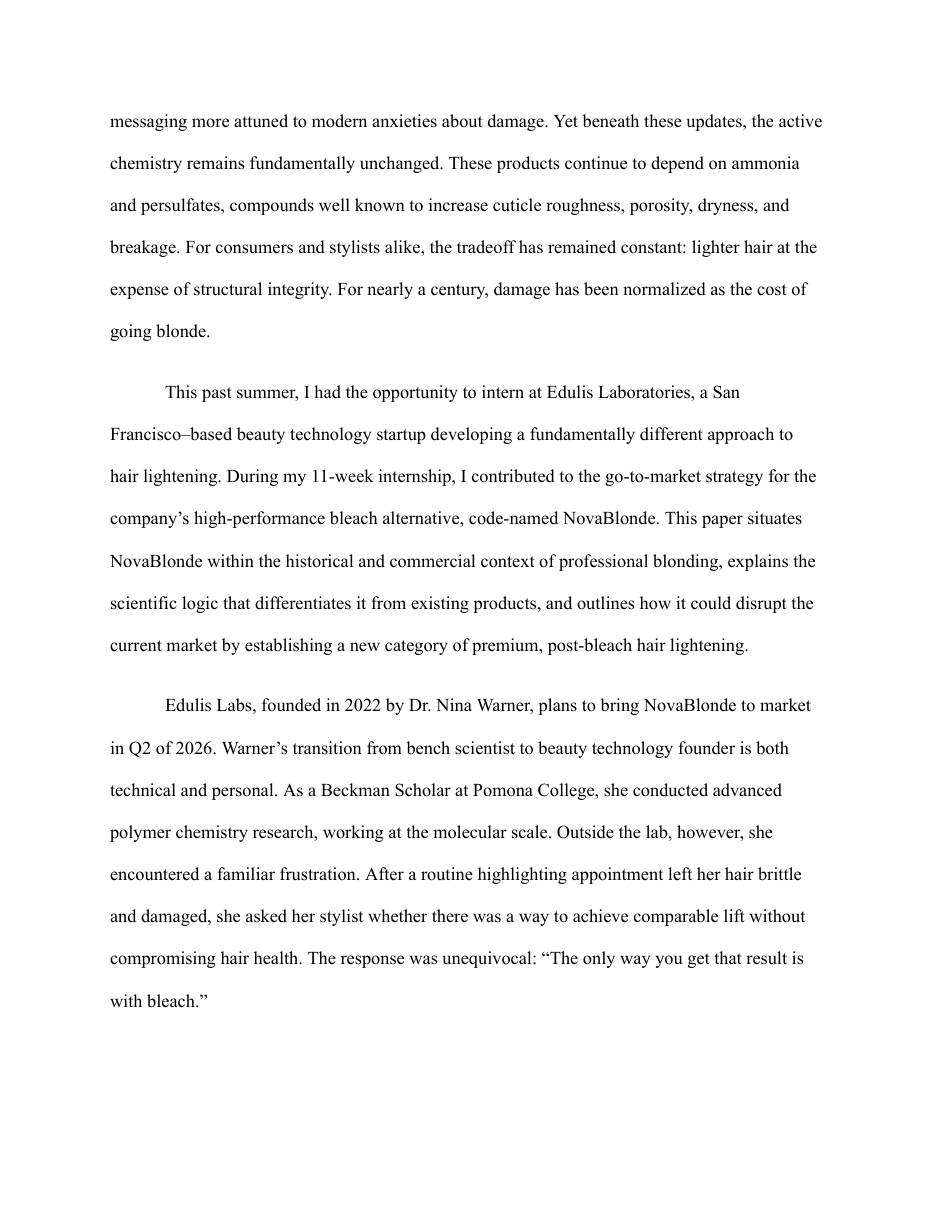 messaging more attuned to modern anxieties about damage. Yet beneath these updates, the active
chemistry remains fundamentally unchanged. These products continue to depend on ammonia
and persulfates, compounds well known to increase cuticle roughness, porosity, dryness, and
breakage. For consumers and stylists alike, the tradeoff has remained constant: lighter hair at the
expense of structural integrity. For nearly a century, damage has been normalized as the cost of
going blonde.
This past summer, I had the opportunity to intern at Edulis Laboratories, a San
Francisco–based beauty technology startup developing a fundamentally different approach to
hair lightening. During my 11-week internship, I contributed to the go-to-market strategy for the
company’s high-performance bleach alternative, code-named NovaBlonde. This paper situates
NovaBlonde within the historical and commercial context of professional blonding, explains the
scientific logic that differentiates it from existing products, and outlines how it could disrupt the
current market by establishing a new category of premium, post-bleach hair lightening.
Edulis Labs, founded in 2022 by Dr. Nina Warner, plans to bring NovaBlonde to market
in Q2 of 2026. Warner’s transition from bench scientist to beauty technology founder is both
technical and personal. As a Beckman Scholar at Pomona College, she conducted advanced
polymer chemistry research, working at the molecular scale. Outside the lab, however, she
encountered a familiar frustration. After a routine highlighting appointment left her hair brittle
and damaged, she asked her stylist whether there was a way to achieve comparable lift without
compromising hair health. The response was unequivocal: “The only way you get that result is
with bleach.”